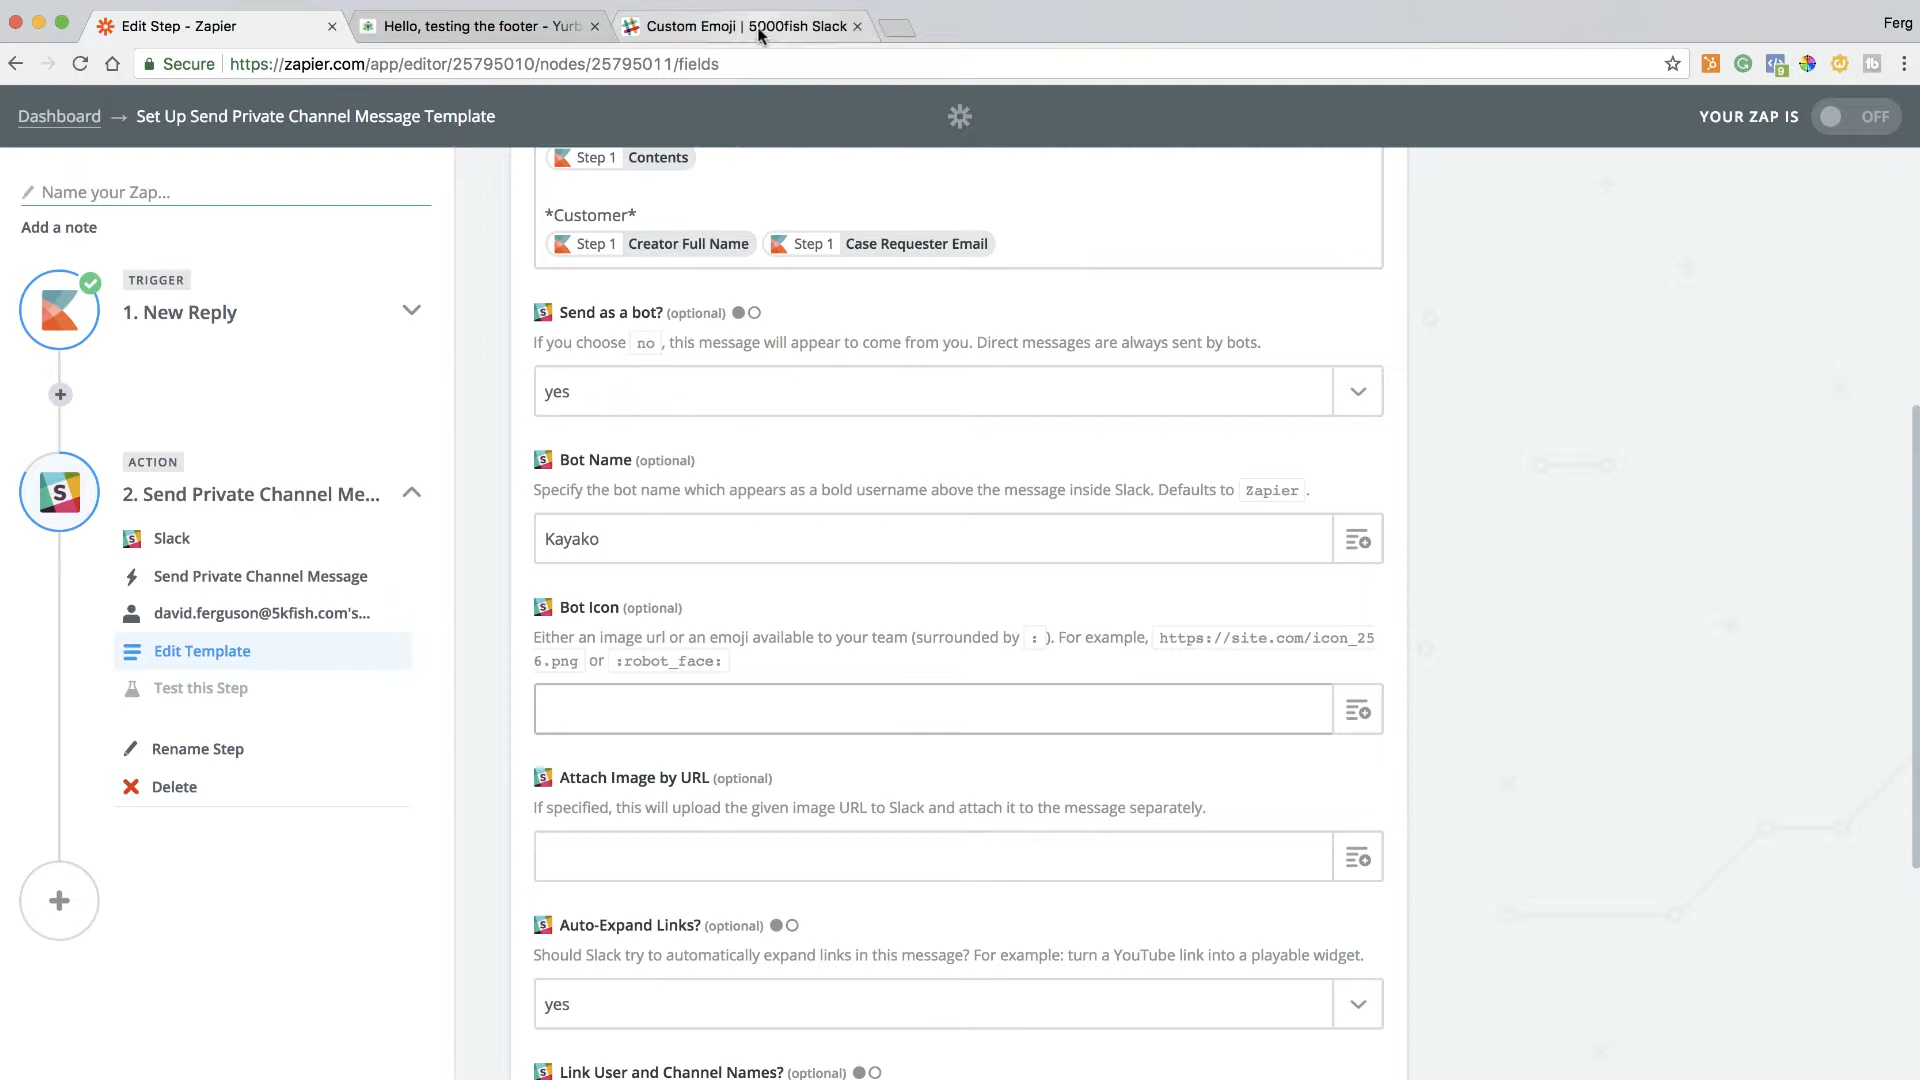 Edit Step - Zapier
Hello, testing the footer - Yurb
Custom Emoji | 5000fish Slack
Ferg
Secure
https://zapier.com/app/editor/25795010/nodes/25795011/fields
9
tb
Dashboard → Set Up Send Private Channel Message Template
YOUR ZAP IS OFF
Name your Zap...
Add a note
TRIGGER
1. New Reply
ACTION
2. Send Private Channel Me...
Slack
Send Private Channel Message
david.ferguson@5kfish.com's...
Edit Template
Test this Step
Rename Step
Delete
Step 1 Contents
*Customer*
Step 1 Creator Full Name Step 1 Case Requester Email
Send as a bot? (optional)
If you choose no , this message will appear to come from you. Direct messages are always sent by bots.
yes
Bot Name (optional)
Specify the bot name which appears as a bold username above the message inside Slack. Defaults to Zapier .
Kayako
Bot Icon (optional)
Either an image url or an emoji available to your team (surrounded by : ). For example, https://site.com/icon_25
6.png or :robot_face:
Attach Image by URL (optional)
If specified, this will upload the given image URL to Slack and attach it to the message separately.
Auto-Expand Links? (optional)
Should Slack try to automatically expand links in this message? For example: turn a YouTube link into a playable widget.
yes
Link User and Channel Names? (optional)